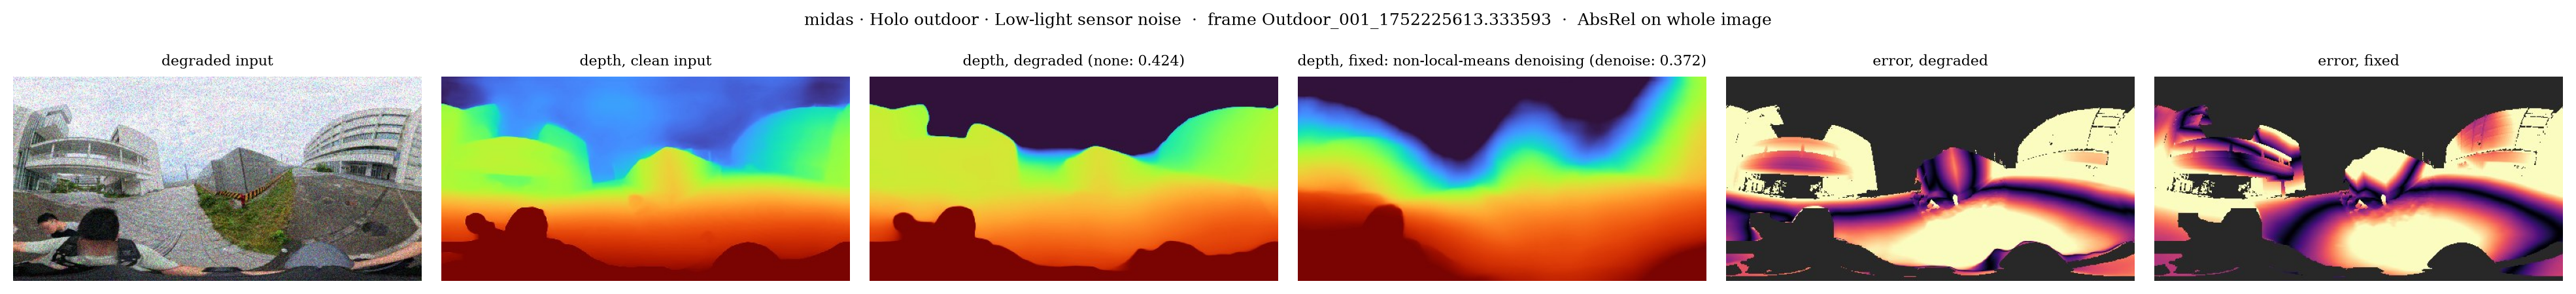 midas · Holo outdoor · Low-light sensor noise · frame Outdoor_001_1752225613.333593 · AbsRel on whole image
degraded input
depth, clean input
depth, degraded (none: 0.424)
depth, fixed: non-local-means denoising (denoise: 0.372)
error, degraded
error, fixed